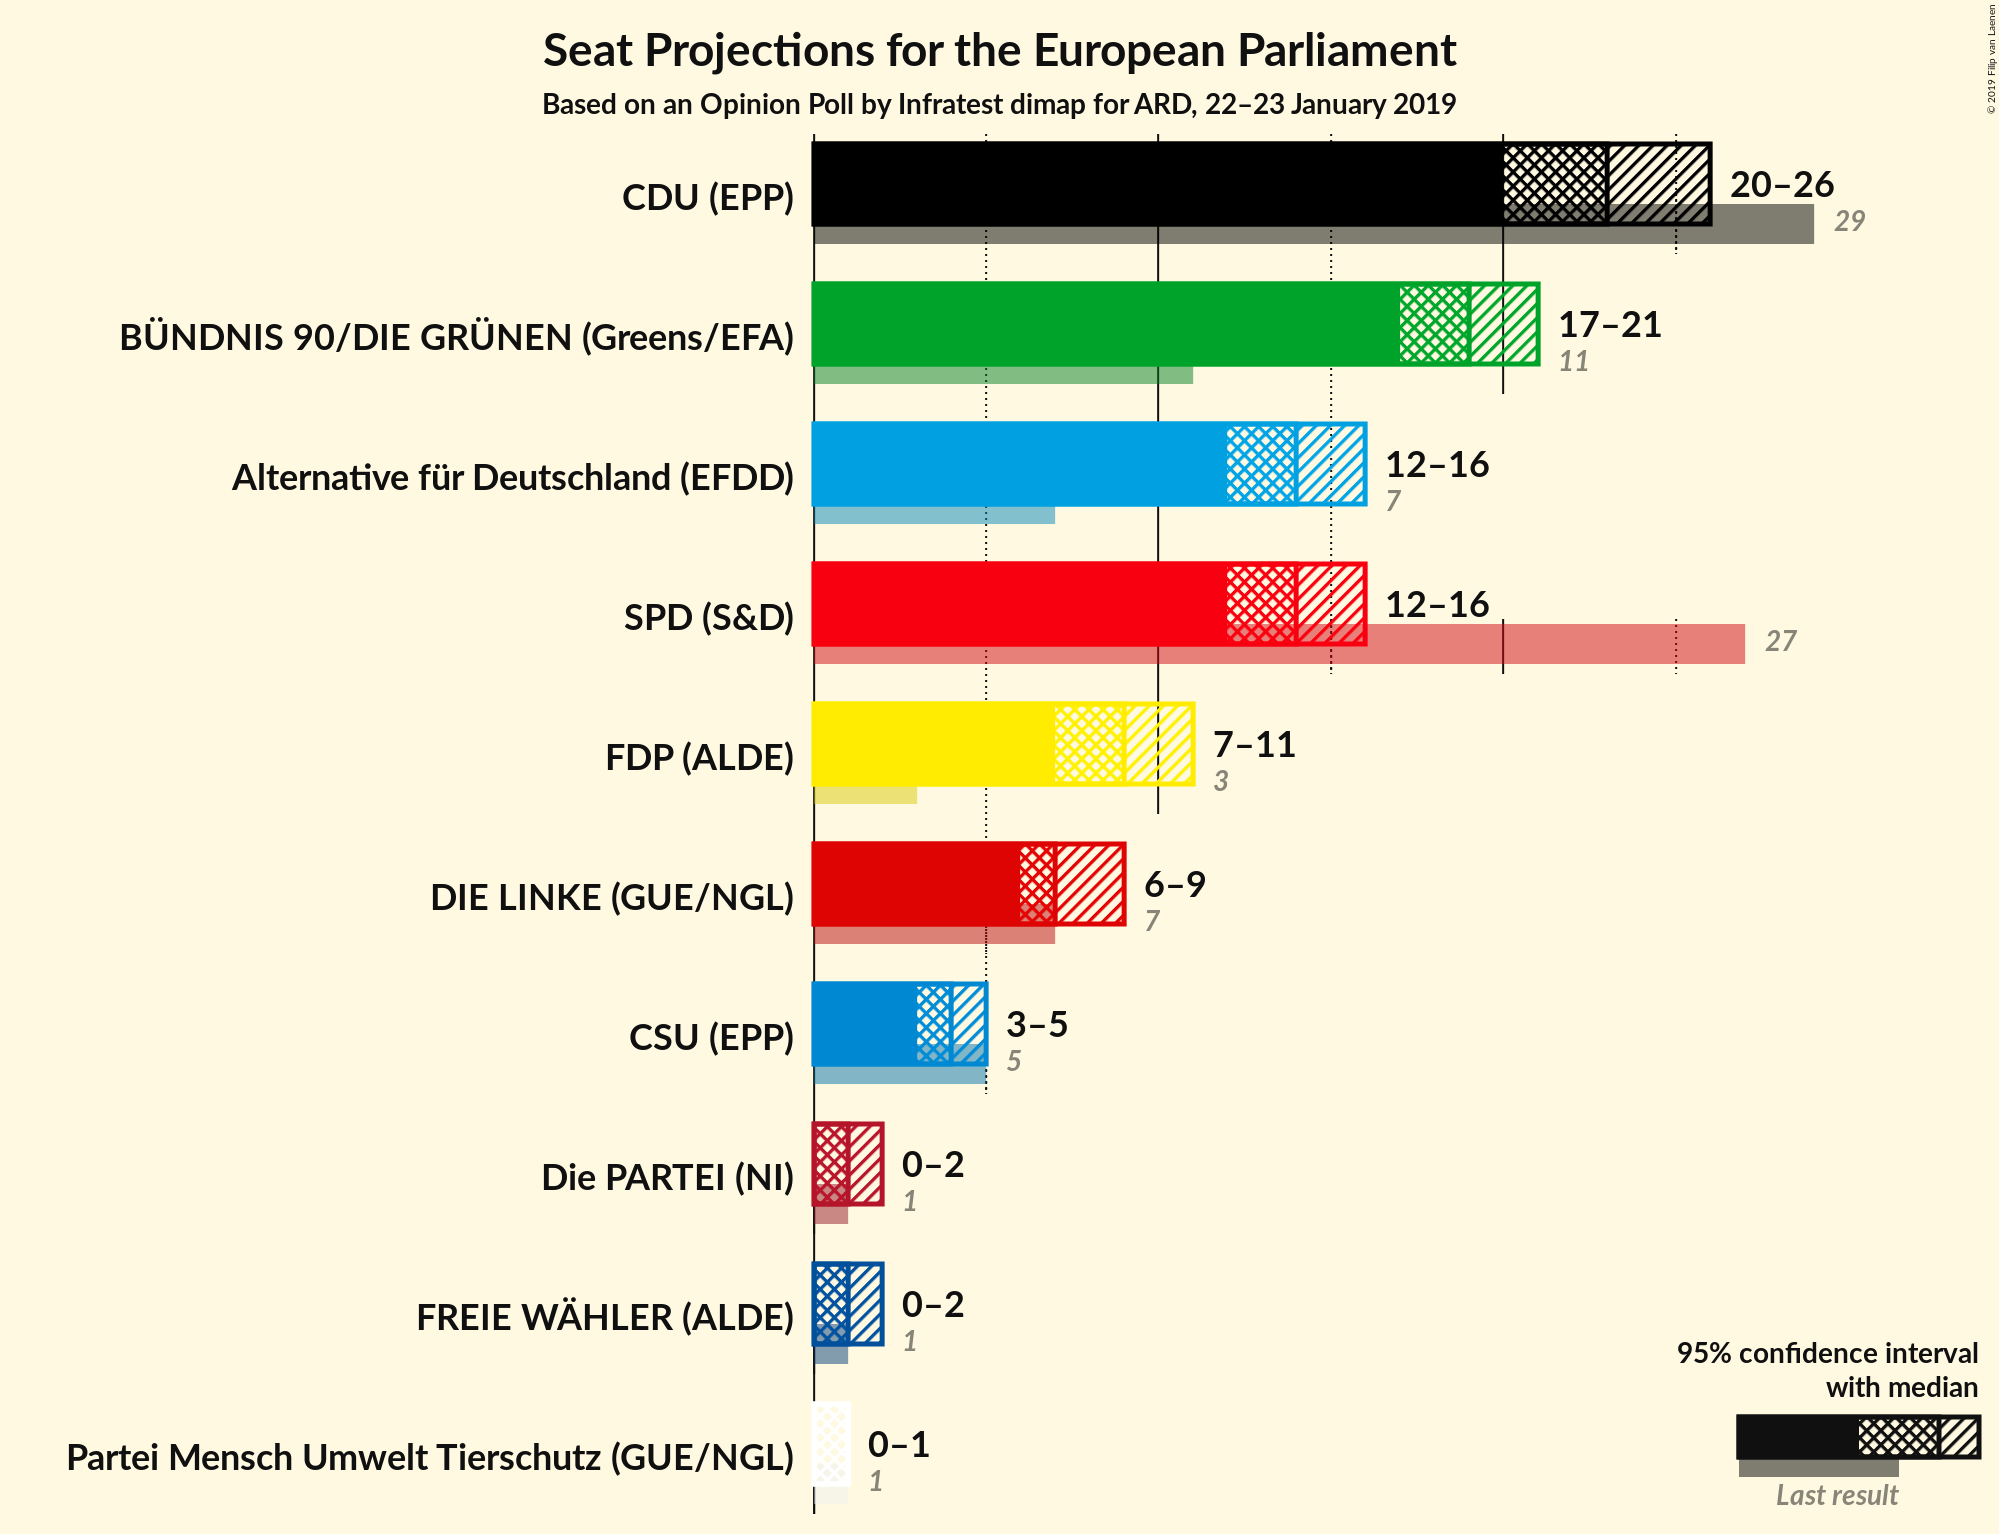 Seat Projections for the European Parliament
Based on an Opinion Poll by Infratest dimap for ARD, 22–23 January 2019
© 2019 Filip van Laenen
CDU (EPP)
20–26
29
BÜNDNIS 90/DIE GRÜNEN (Greens/EFA)
17–21
11
Alternative für Deutschland (EFDD)
12–16
7
SPD (S&D)
12–16
27
FDP (ALDE)
7–11
3
DIE LINKE (GUE/NGL)
6–9
7
CSU (EPP)
3–5
5
Die PARTEI (NI)
0–2
1
FREIE WÄHLER (ALDE)
0–2
1
Partei Mensch Umwelt Tierschutz (GUE/NGL)
0–1
1
95% confidence interval
with median
Last result